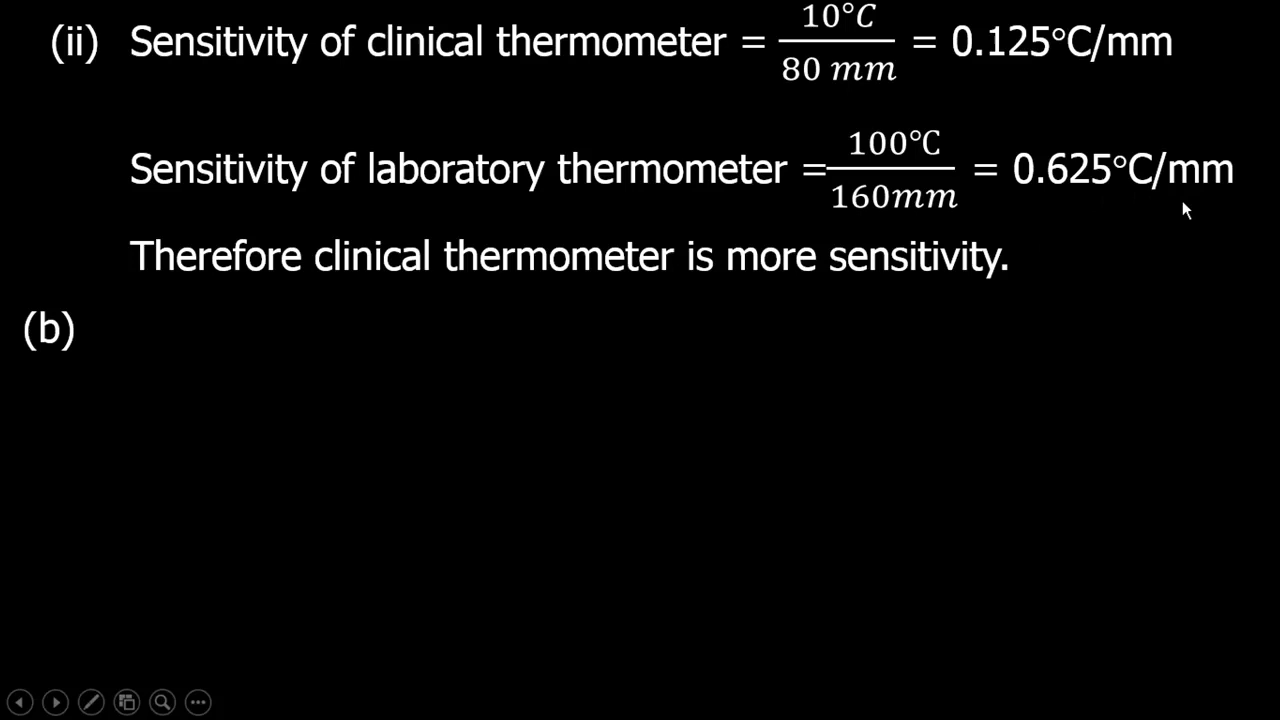 (ii) Sensitivity of clinical thermometer = 10°C / 80 mm = 0.125°C/mm
Sensitivity of laboratory thermometer = 100°C / 160mm = 0.625°C/mm
Therefore clinical thermometer is more sensitivity.
(b)